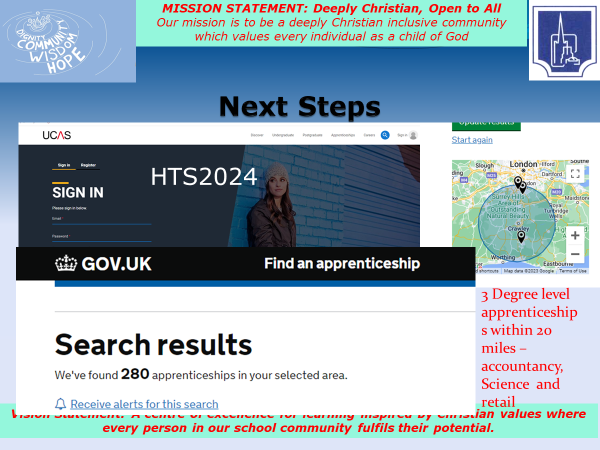 MISSION STATEMENT: Deeply Christian, Open to All
Our mission is to be a deeply Christian inclusive community
which values every individual as a child of God
DIGNITY
COMMUNITY
WISDOM
HOPE
Next Steps
UCAS
Discover Undergraduate Postgraduate Apprenticeships Careers Sign in
Sign in Register
SIGN IN
Please sign in below
Email
Password
HTS2024
Update results
Start again
Slough
London
Ilford
Dartford
Surrey Hills
Area of
Outstanding
Natural Beauty
Maidstone
Royal
Tunbridge
Wells
Crawley
Worthing
Eastbourne
d shortcuts Map data ©2023 Google Terms of Use
GOV.UK Find an apprenticeship
Search results
We've found 280 apprenticeships in your selected area.
Receive alerts for this search
3 Degree level
apprenticeship
s within 20
miles –
accountancy,
Science and
retail
Vision Statement: A centre of excellence for learning inspired by Christian values where
every person in our school community fulfils their potential.